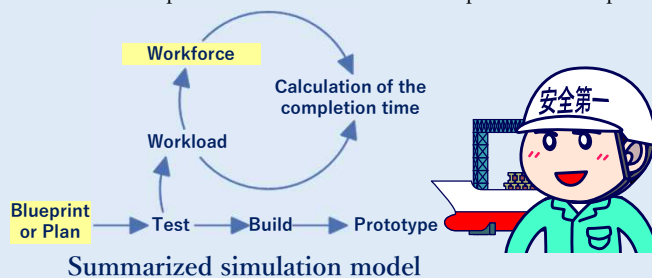 Workforce
Calculation of the
completion time
Workload
Blueprint
or Plan
Test
Build
Prototype
安全第一
Summarized simulation model